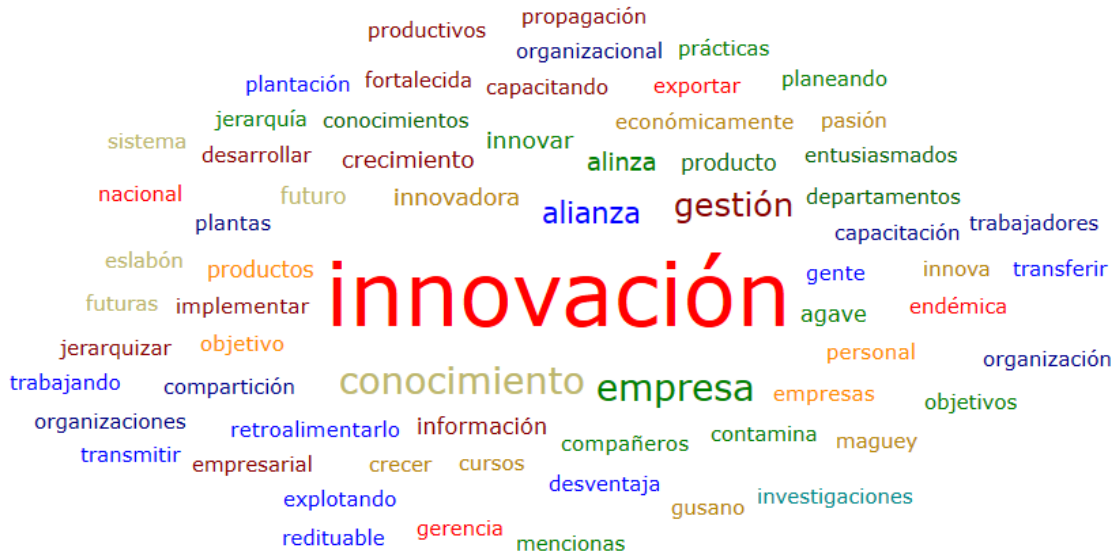 propagación
productivos
organizacional prácticas
plantación fortalecida capacitando exportar planeando
jerarquía conocimientos innovar económicamente pasión
sistema desarrollar crecimiento alinza producto entusiasmados
nacional futuro innovadora alianza gestión departamentos
plantas capacitación trabajadores
eslabón productos innovación gente innova transferir
futuras implementar agave endémica
jerarquizar objetivo personal organización
trabajando compartición conocimiento empresa empresas objetivos
organizaciones retroalimentarlo información compañeros contamina maguey
transmitir empresarial crecer cursos
explotando desventaja gusano investigaciones
redituable gerencia mencionas